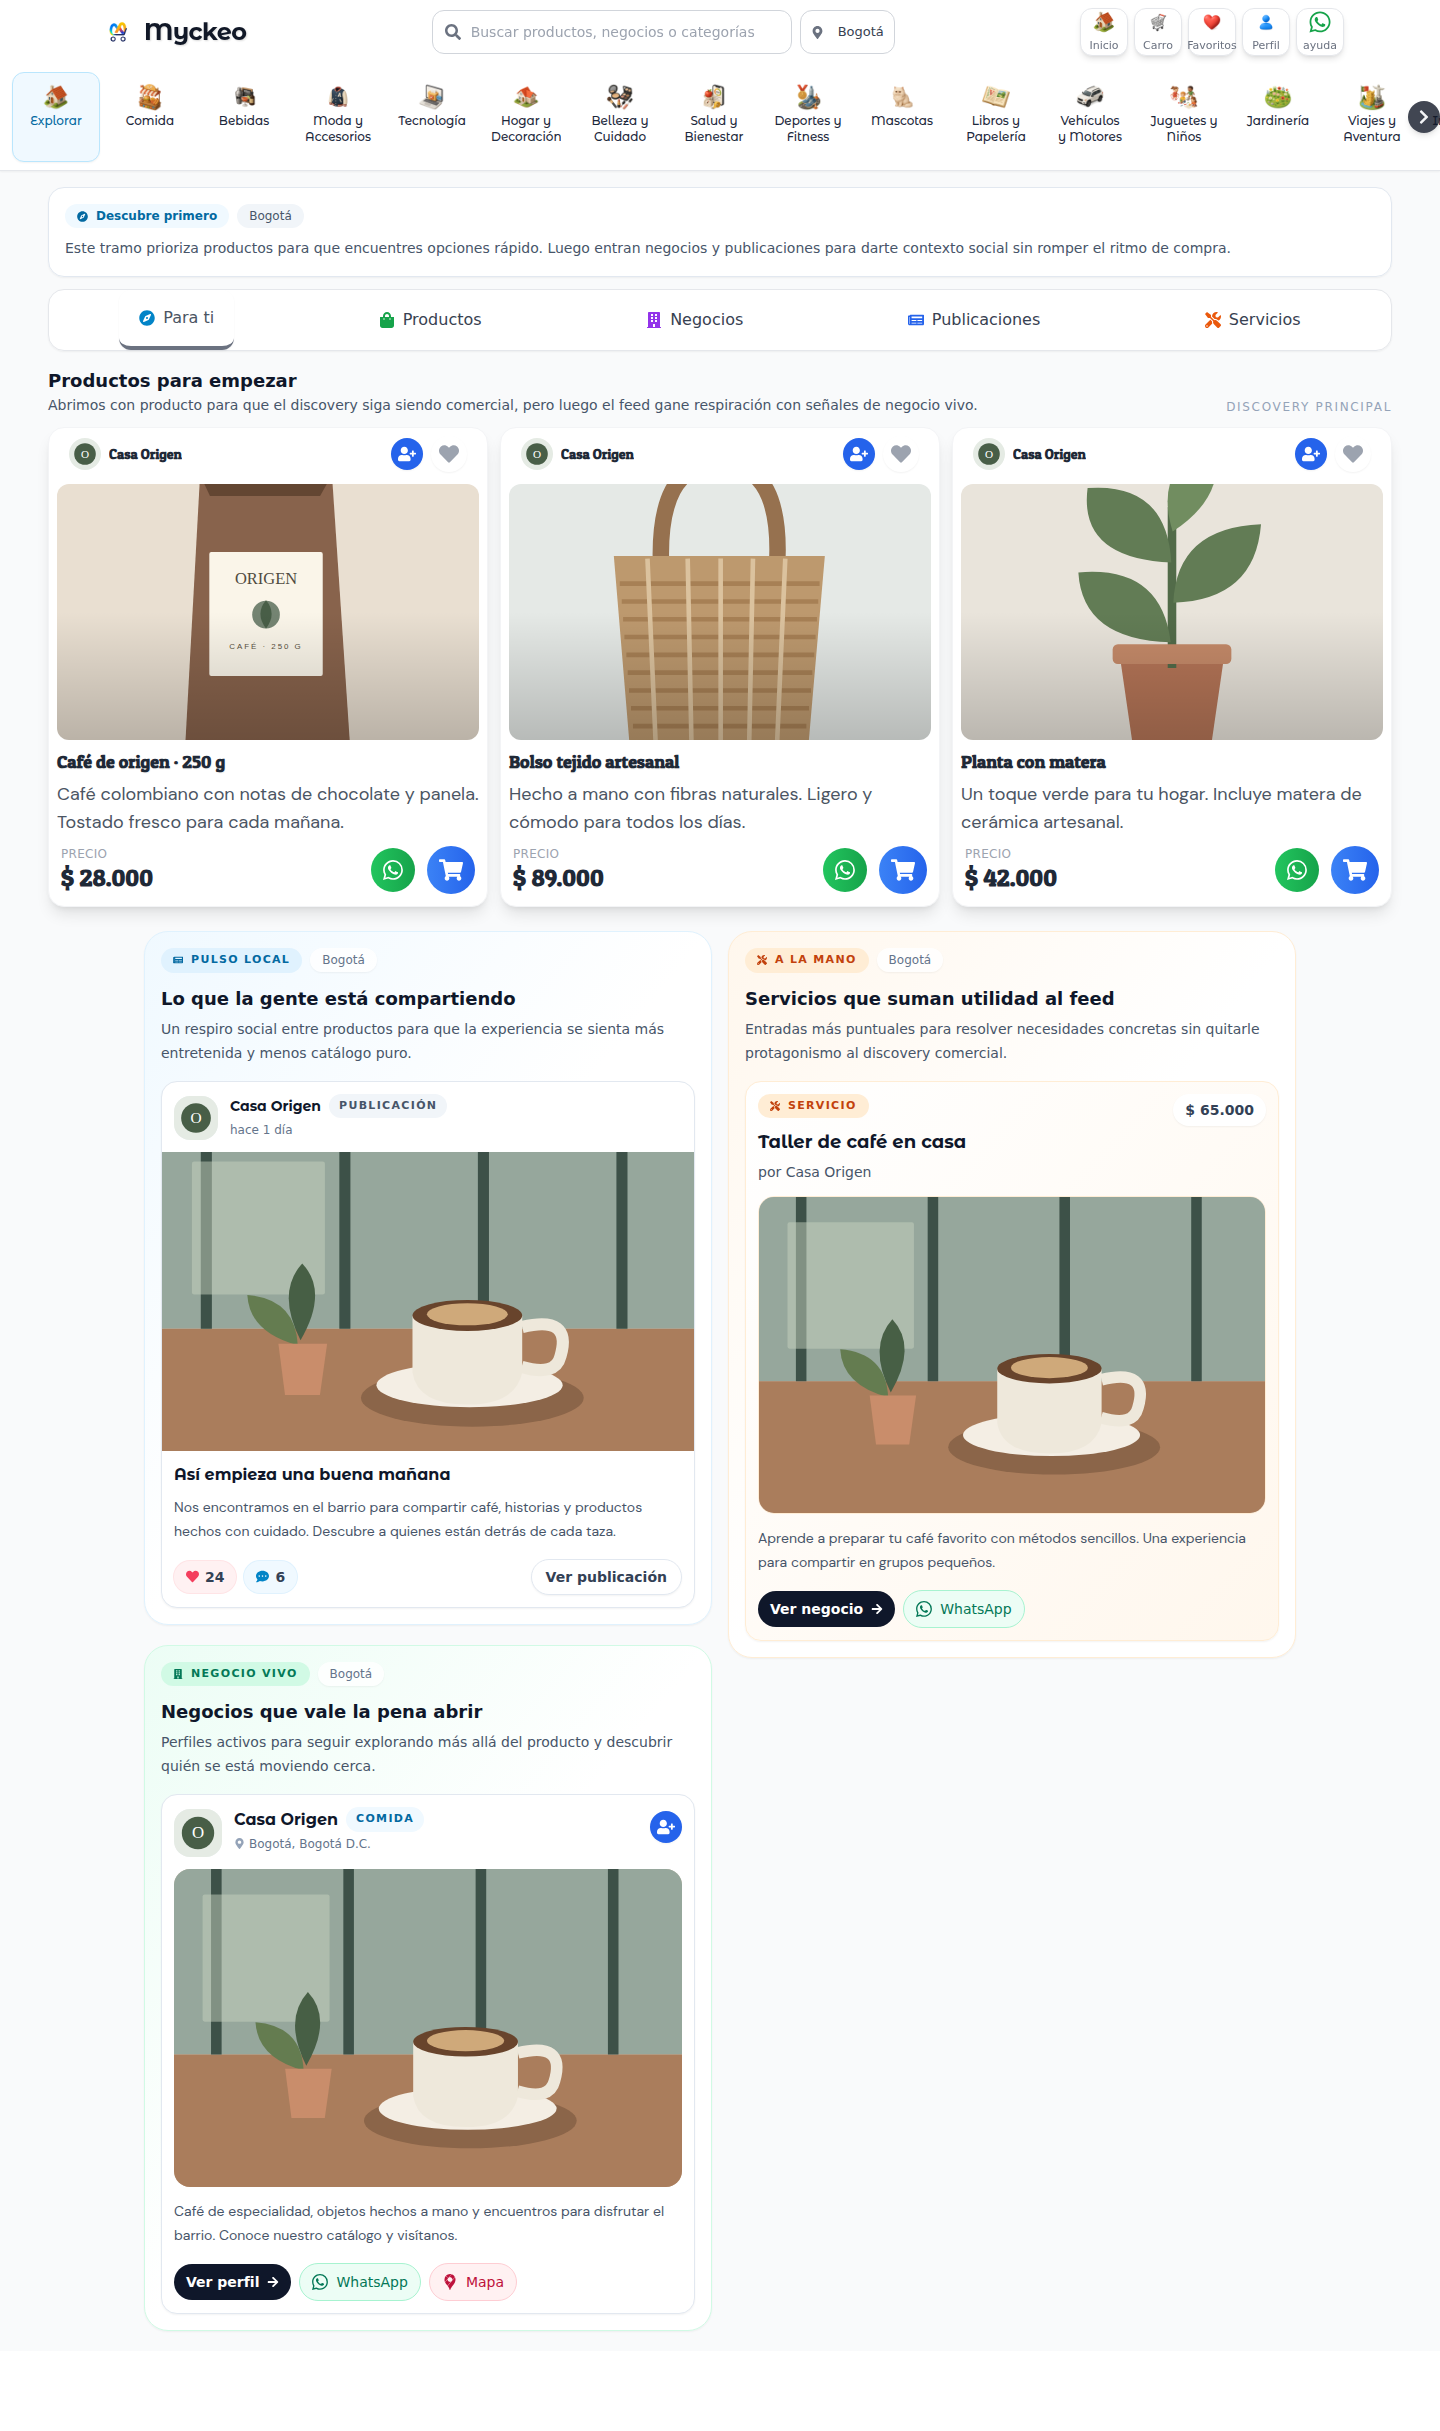 Myckeo
Buscar productos, negocios o categorías
Bogotá
Inicio
Carro
Favoritos
Perfil
ayuda
Explorar
Comida
Bebidas
Moda y
Accesorios
Tecnología
Hogar y
Decoración
Belleza y
Cuidado
Salud y
Bienestar
Deportes y
Fitness
Mascotas
Libros y
Papelería
Vehículos
y Motores
Juguetes y
Niños
Jardinería
Viajes y
Aventura
Descubre primero
Bogotá
Este tramo prioriza productos para que encuentres opciones rápido. Luego entran negocios y publicaciones para darte contexto social sin romper el ritmo de compra.
Para ti
Productos
Negocios
Publicaciones
Servicios
Productos para empezar
Abrimos con producto para que el discovery siga siendo comercial, pero luego el feed gane respiración con señales de negocio vivo.
DISCOVERY PRINCIPAL
O
Casa Origen
O
Casa Origen
O
Casa Origen
ORIGEN
CAFÉ · 250 G
Café de origen · 250 g
Café colombiano con notas de chocolate y panela.
Tostado fresco para cada mañana.
PRECIO
$ 28.000
Bolso tejido artesanal
Hecho a mano con fibras naturales. Ligero y
cómodo para todos los días.
PRECIO
$ 89.000
Planta con matera
Un toque verde para tu hogar. Incluye matera de
cerámica artesanal.
PRECIO
$ 42.000
PULSO LOCAL
Bogotá
Lo que la gente está compartiendo
Un respiro social entre productos para que la experiencia se sienta más
entretenida y menos catálogo puro.
O
Casa Origen
PUBLICACIÓN
hace 1 día
Así empieza una buena mañana
Nos encontramos en el barrio para compartir café, historias y productos
hechos con cuidado. Descubre a quienes están detrás de cada taza.
24
6
Ver publicación
A LA MANO
Bogotá
Servicios que suman utilidad al feed
Entradas más puntuales para resolver necesidades concretas sin quitarle
protagonismo al discovery comercial.
SERVICIO
$ 65.000
Taller de café en casa
por Casa Origen
Aprende a preparar tu café favorito con métodos sencillos. Una experiencia
para compartir en grupos pequeños.
Ver negocio
WhatsApp
NEGOCIO VIVO
Bogotá
Negocios que vale la pena abrir
Perfiles activos para seguir explorando más allá del producto y descubrir
quién se está moviendo cerca.
O
Casa Origen
COMIDA
Bogotá, Bogotá D.C.
Café de especialidad, objetos hechos a mano y encuentros para disfrutar el
barrio. Conoce nuestro catálogo y visítanos.
Ver perfil
WhatsApp
Mapa